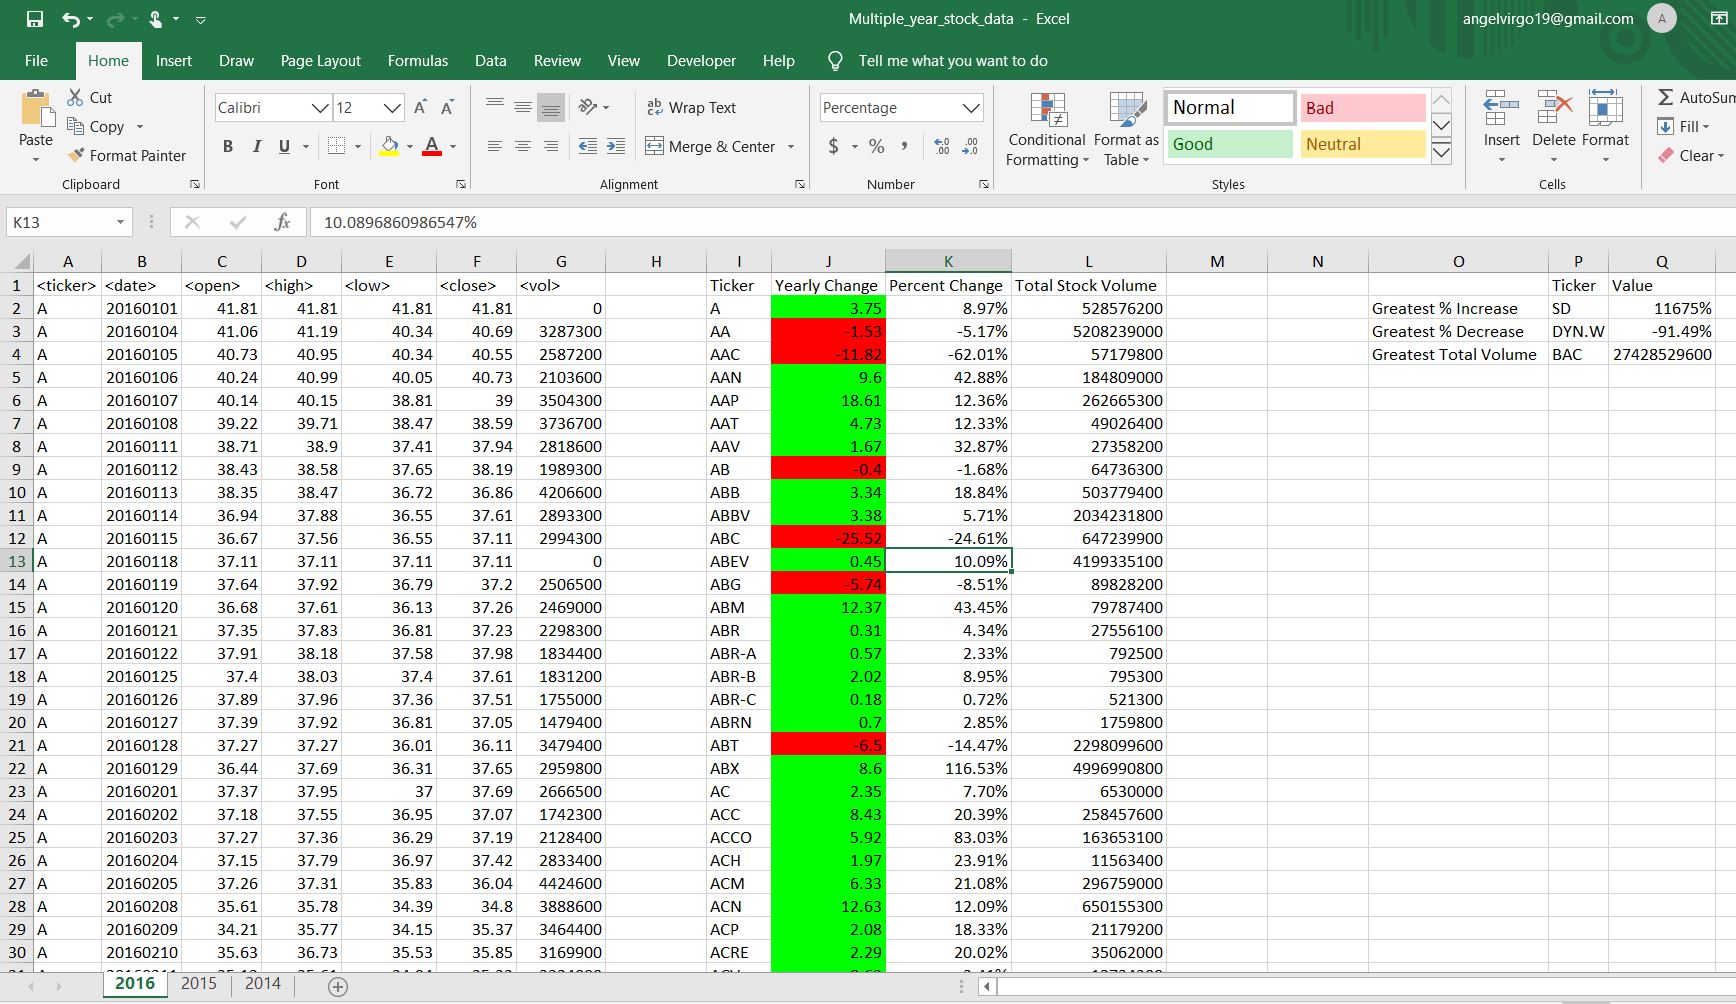 Multiple_year_stock_data - Excel angelvirgo19@gmail.com A
File Home Insert Draw Page Layout Formulas Data Review View Developer Help Tell me what you want to do
Paste Cut Copy Format Painter Clipboard
Calibri 12 A A B I U A Font
ab Wrap Text Merge & Center Alignment
Percentage $ % , Number
Conditional Formatting Format as Table Normal Bad Good Neutral Styles
Insert Delete Format Cells
Σ AutoSum Fill Clear
K13 fx 10.0896860986547%
A B C D E F G H I J K L M N O P Q
1 <ticker> <date> <open> <high> <low> <close> <vol> Ticker Yearly Change Percent Change Total Stock Volume Ticker Value
2 A 20160101 41.81 41.81 41.81 41.81 0 A 3.75 8.97% 528576200 Greatest % Increase SD 11675%
3 A 20160104 41.06 41.19 40.34 40.69 3287300 AA -1.53 -5.17% 5208239000 Greatest % Decrease DYN.W -91.49%
4 A 20160105 40.73 40.95 40.34 40.55 2587200 AAC -11.82 -62.01% 57179800 Greatest Total Volume BAC 27428529600
5 A 20160106 40.24 40.99 40.05 40.73 2103600 AAN 9.6 42.88% 184809000
6 A 20160107 40.14 40.15 38.81 39 3504300 AAP 18.61 12.36% 262665300
7 A 20160108 39.22 39.71 38.47 38.59 3736700 AAT 4.73 12.33% 49026400
8 A 20160111 38.71 38.9 37.41 37.94 2818600 AAV 1.67 32.87% 27358200
9 A 20160112 38.43 38.58 37.65 38.19 1989300 AB -0.4 -1.68% 64736300
10 A 20160113 38.35 38.47 36.72 36.86 4206600 ABB 3.34 18.84% 503779400
11 A 20160114 36.94 37.88 36.55 37.61 2893300 ABBV 3.38 5.71% 2034231800
12 A 20160115 36.67 37.56 36.55 37.11 2994300 ABC -25.52 -24.61% 647239900
13 A 20160118 37.11 37.11 37.11 37.11 0 ABEV 0.45 10.09% 4199335100
14 A 20160119 37.64 37.92 36.79 37.2 2506500 ABG -5.74 -8.51% 89828200
15 A 20160120 36.68 37.61 36.13 37.26 2469000 ABM 12.37 43.45% 79787400
16 A 20160121 37.35 37.83 36.81 37.23 2298300 ABR 0.31 4.34% 27556100
17 A 20160122 37.91 38.18 37.58 37.98 1834400 ABR-A 0.57 2.33% 792500
18 A 20160125 37.4 38.03 37.4 37.61 1831200 ABR-B 2.02 8.95% 795300
19 A 20160126 37.89 37.96 37.36 37.51 1755000 ABR-C 0.18 0.72% 521300
20 A 20160127 37.39 37.92 36.81 37.05 1479400 ABRN 0.7 2.85% 1759800
21 A 20160128 37.27 37.27 36.01 36.11 3479400 ABT -6.5 -14.47% 2298099600
22 A 20160129 36.44 37.69 36.31 37.65 2959800 ABX 8.6 116.53% 4996990800
23 A 20160201 37.37 37.95 37 37.69 2666500 AC 2.35 7.70% 6530000
24 A 20160202 37.18 37.55 36.95 37.07 1742300 ACC 8.43 20.39% 258457600
25 A 20160203 37.27 37.36 36.29 37.19 2128400 ACCO 5.92 83.03% 163653100
26 A 20160204 37.15 37.79 36.97 37.42 2833400 ACH 1.97 23.91% 11563400
27 A 20160205 37.26 37.31 35.83 36.04 4424600 ACM 6.33 21.08% 296759000
28 A 20160208 35.61 35.78 34.39 34.8 3888600 ACN 12.63 12.09% 650155300
29 A 20160209 34.21 35.77 34.15 35.37 3464400 ACP 2.08 18.33% 21179200
30 A 20160210 35.63 36.73 35.53 35.85 3169900 ACRE 2.29 20.02% 35062000
2016 2015 2014